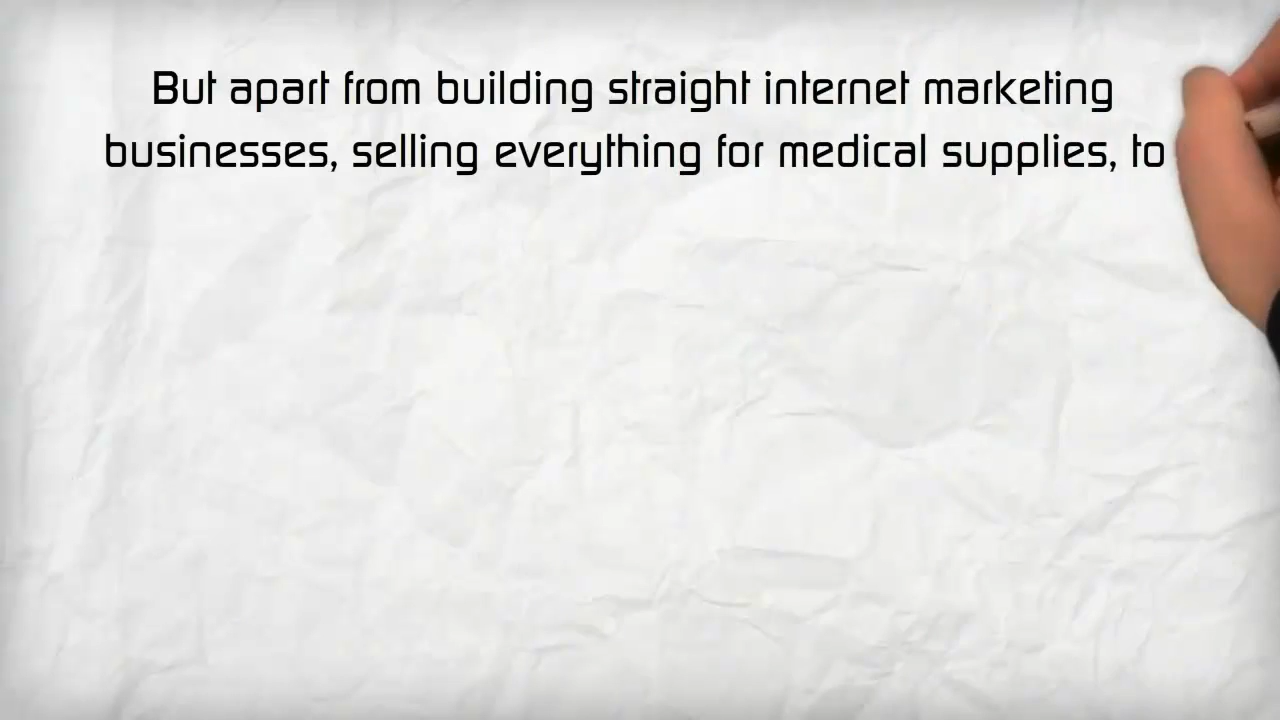 But apart from building straight internet marketing
businesses, selling everything for medical supplies, to